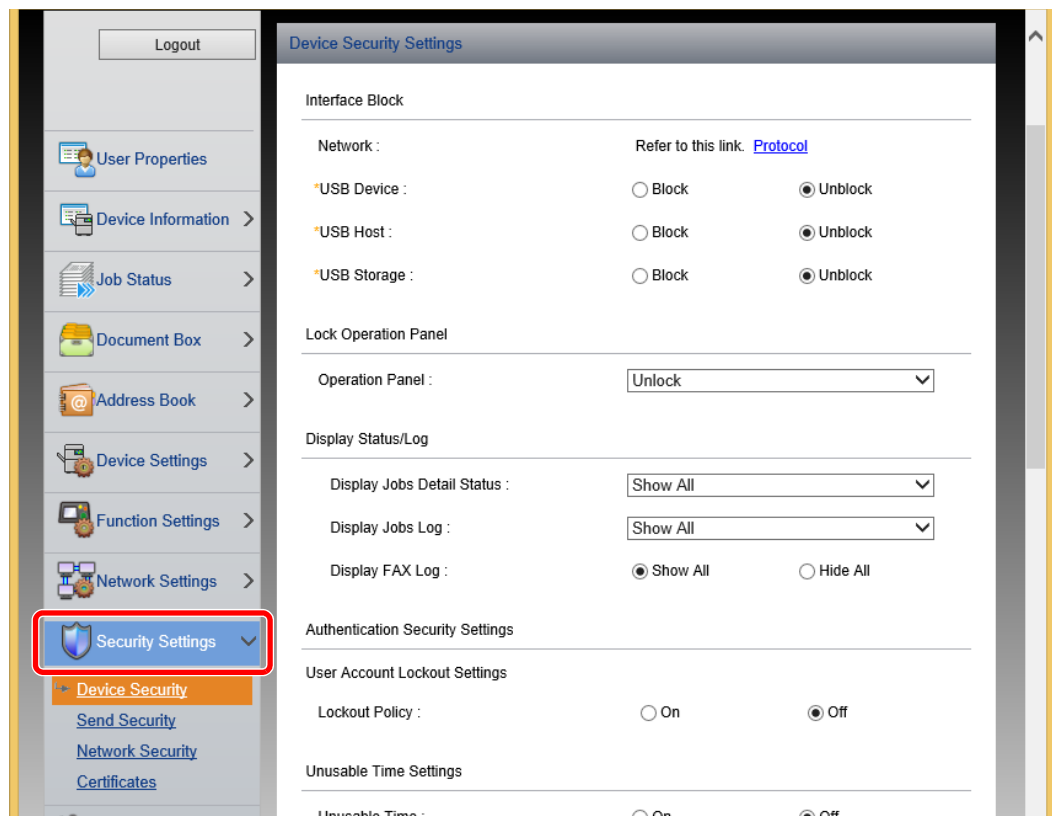 Logout
User Properties
Device Information
Job Status
Document Box
Address Book
Device Settings
Function Settings
Network Settings
Security Settings
Device Security
Send Security
Network Security
Certificates
Device Security Settings
Interface Block
Network : Refer to this link. Protocol
*USB Device : Block Unblock
*USB Host : Block Unblock
*USB Storage : Block Unblock
Lock Operation Panel
Operation Panel : Unlock
Display Status/Log
Display Jobs Detail Status : Show All
Display Jobs Log : Show All
Display FAX Log : Show All Hide All
Authentication Security Settings
User Account Lockout Settings
Lockout Policy : On Off
Unusable Time Settings
Unusable Time : On Off